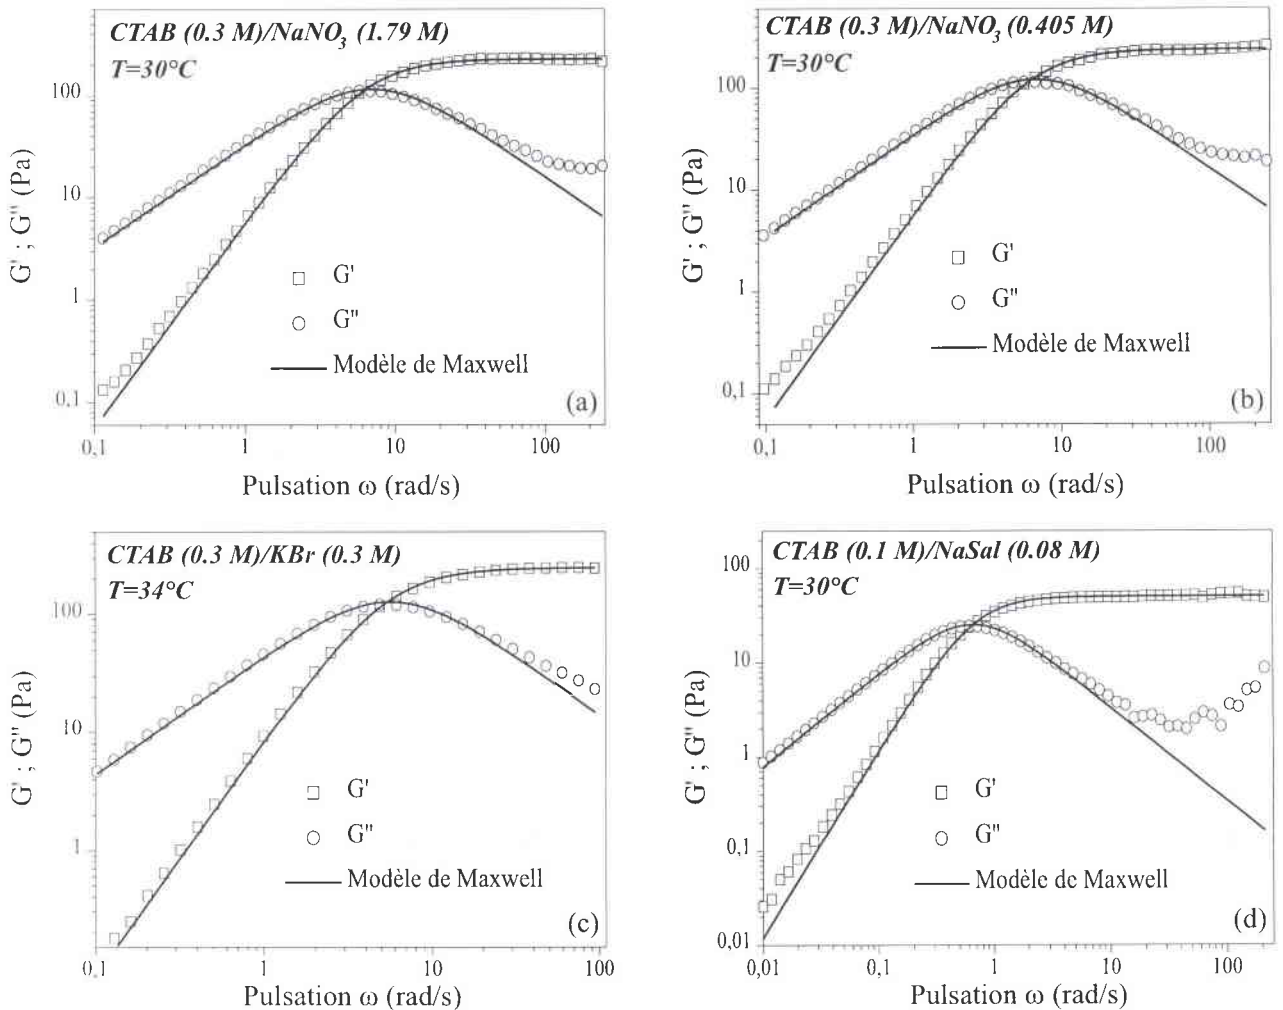 CTAB (0.3 M)/NaNO3 (1.79 M)
T=30°C
G' ; G" (Pa)
100
10
1
0,1
G'
G"
Modèle de Maxwell
(a)
0,1 1 10 100
Pulsation ω (rad/s)
CTAB (0.3 M)/NaNO3 (0.405 M)
T=30°C
G' ; G" (Pa)
100
10
1
0,1
G'
G"
Modèle de Maxwell
(b)
0,1 1 10 100
Pulsation ω (rad/s)
CTAB (0.3 M)/KBr (0.3 M)
T=34°C
G' ; G" (Pa)
100
10
1
G'
G"
Modèle de Maxwell
(c)
0,1 1 10 100
Pulsation ω (rad/s)
CTAB (0.1 M)/NaSal (0.08 M)
T=30°C
G' ; G" (Pa)
100
10
1
0,1
0,01
G'
G"
Modèle de Maxwell
(d)
0,01 0,1 1 10 100
Pulsation ω (rad/s)